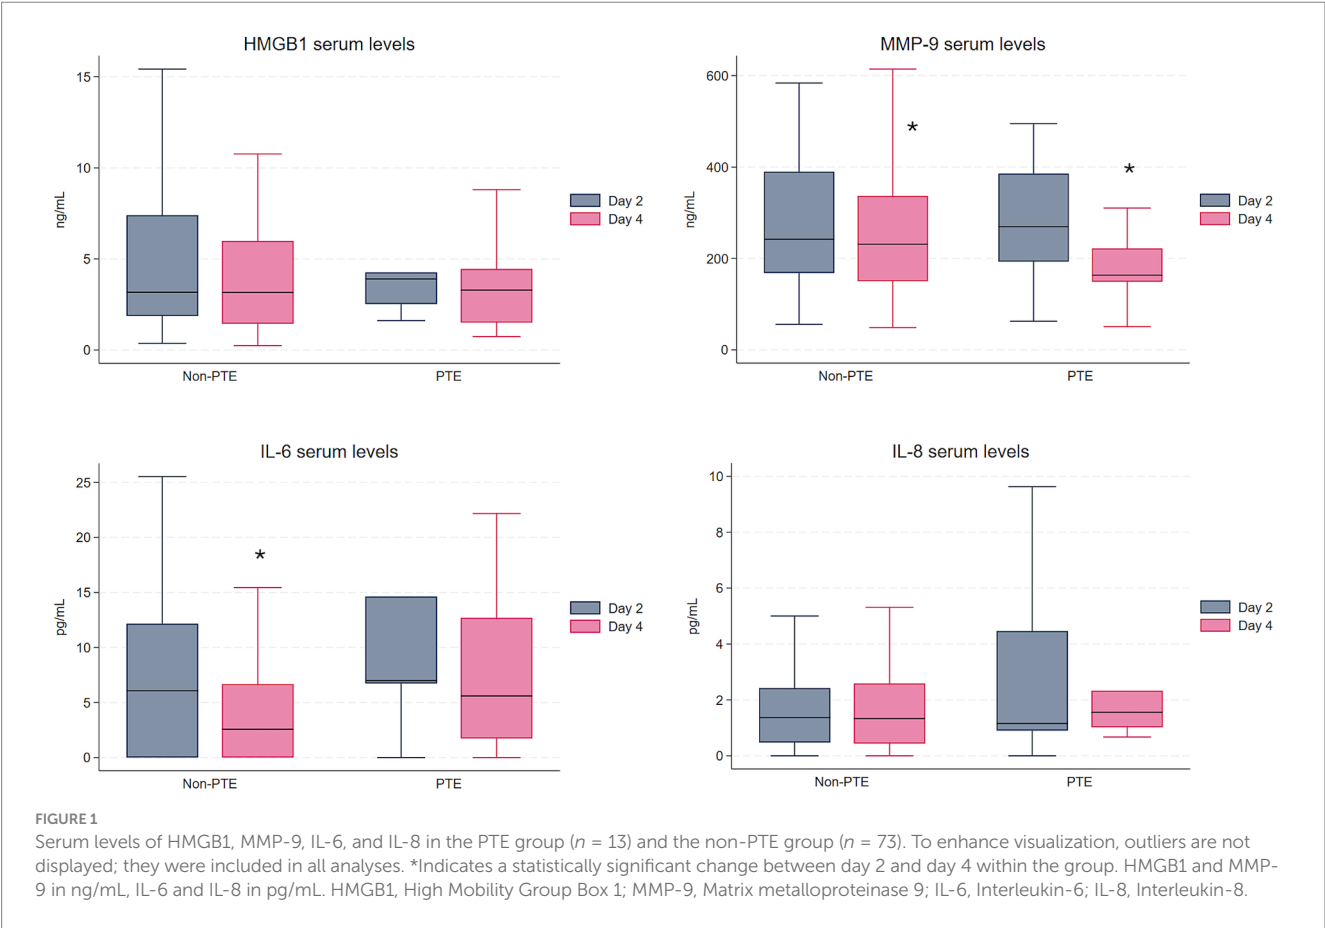 HMGB1 serum levels
15
10
5
0
ng/mL
Non-PTE
PTE
Day 2
Day 4
MMP-9 serum levels
600
400
200
0
ng/mL
*
*
Non-PTE
PTE
Day 2
Day 4
IL-6 serum levels
25
20
15
10
5
0
pg/mL
*
Non-PTE
PTE
Day 2
Day 4
IL-8 serum levels
10
8
6
4
2
0
pg/mL
Non-PTE
PTE
Day 2
Day 4
FIGURE 1
Serum levels of HMGB1, MMP-9, IL-6, and IL-8 in the PTE group (n = 13) and the non-PTE group (n = 73). To enhance visualization, outliers are not
displayed; they were included in all analyses. *Indicates a statistically significant change between day 2 and day 4 within the group. HMGB1 and MMP-
9 in ng/mL, IL-6 and IL-8 in pg/mL. HMGB1, High Mobility Group Box 1; MMP-9, Matrix metalloproteinase 9; IL-6, Interleukin-6; IL-8, Interleukin-8.